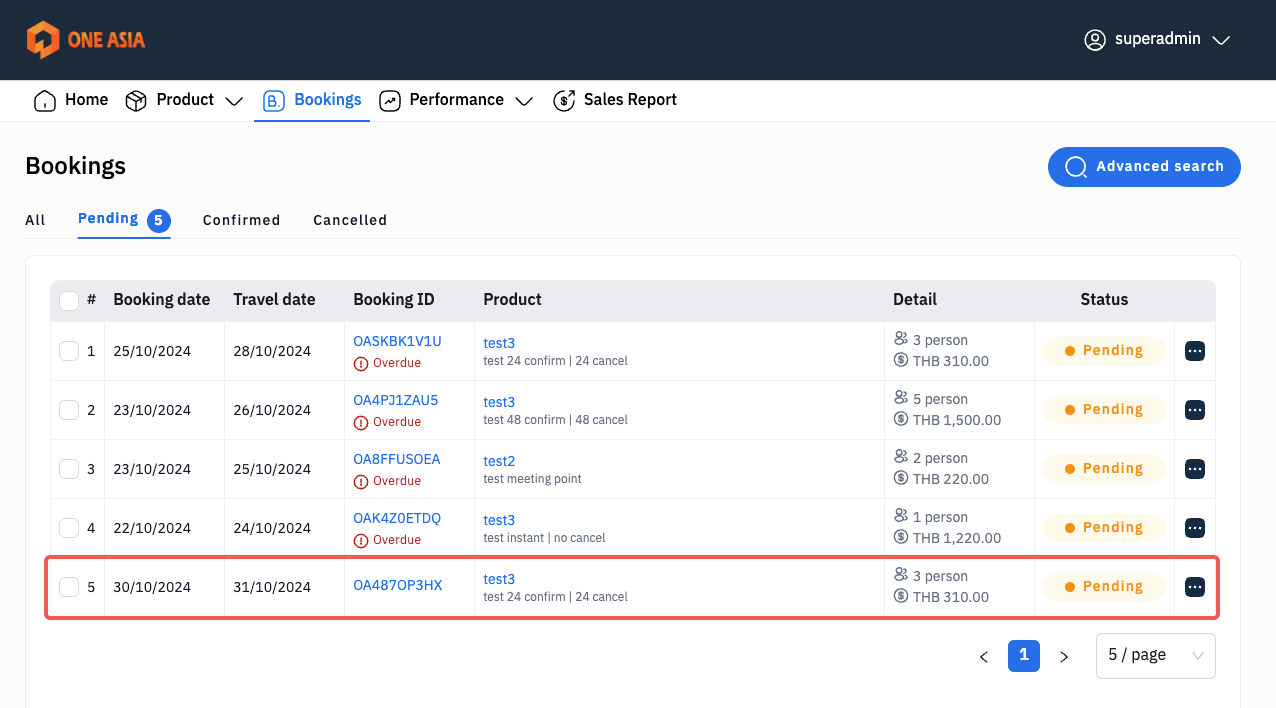 ONE ASIA
superadmin
Home Product Bookings Performance Sales Report
Bookings
Advanced search
All Pending 5 Confirmed Cancelled
# Booking date Travel date Booking ID Product Detail Status
1 25/10/2024 28/10/2024 OASKBK1V1U Overdue test3 test 24 confirm | 24 cancel 3 person THB 310.00 Pending
2 23/10/2024 26/10/2024 OA4PJ1ZAU5 Overdue test3 test 48 confirm | 48 cancel 5 person THB 1,500.00 Pending
3 23/10/2024 25/10/2024 OA8FFUSOEA Overdue test2 test meeting point 2 person THB 220.00 Pending
4 22/10/2024 24/10/2024 OAK4Z0ETDQ Overdue test3 test instant | no cancel 1 person THB 1,220.00 Pending
5 30/10/2024 31/10/2024 OA487OP3HX test3 test 24 confirm | 24 cancel 3 person THB 310.00 Pending
1 5 / page